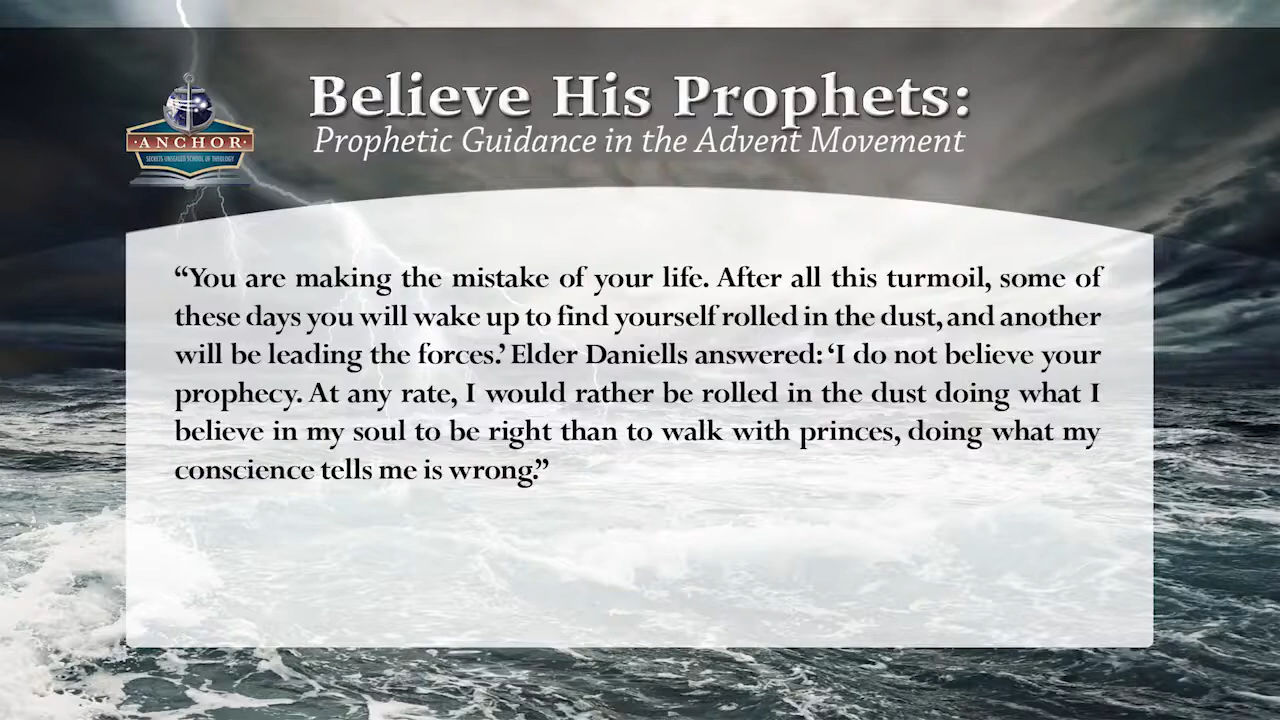 Believe His Prophets:
Prophetic Guidance in the Advent Movement
·ANCHOR·
SECRETS UNSEALED SCHOOL OF THEOLOGY
“You are making the mistake of your life. After all this turmoil, some of
these days you will wake up to find yourself rolled in the dust, and another
will be leading the forces.’ Elder Daniells answered: ‘I do not believe your
prophecy. At any rate, I would rather be rolled in the dust doing what I
believe in my soul to be right than to walk with princes, doing what my
conscience tells me is wrong.”